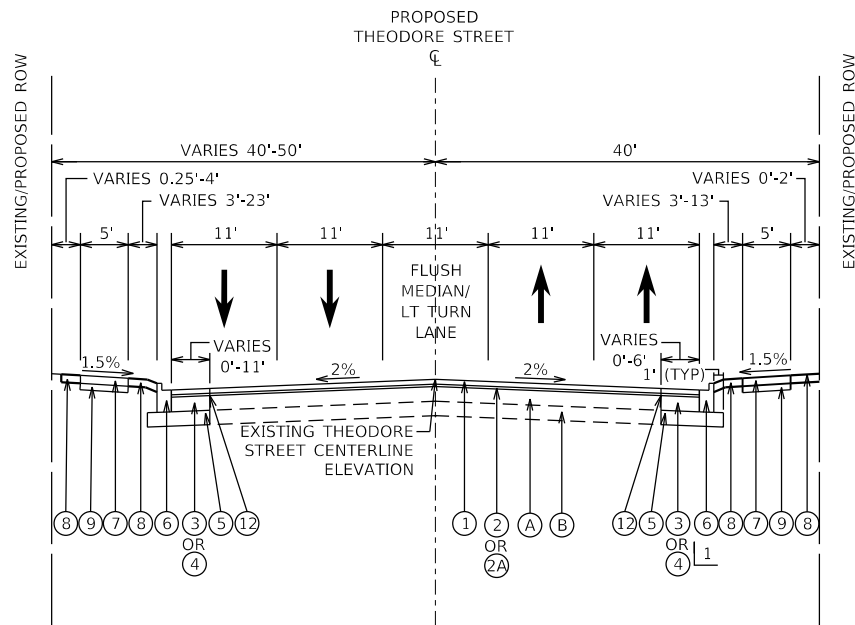 PROPOSED
THEODORE STREET
℄
EXISTING/PROPOSED ROW
EXISTING/PROPOSED ROW
VARIES 40'-50'
40'
VARIES 0.25'-4'
VARIES 0'-2'
VARIES 3'-23'
VARIES 3'-13'
5'
11'
11'
11'
11'
11'
5'
FLUSH
MEDIAN/
LT TURN
LANE
VARIES
0'-11'
VARIES
0'-6'
1' (TYP)
1.5%
2%
2%
1.5%
EXISTING THEODORE
STREET CENTERLINE
ELEVATION
8 9 7 8 6 3 5 12 1 2 A B 12 5 3 6 8 7 9 8
OR
4
OR
2A
OR
4
1